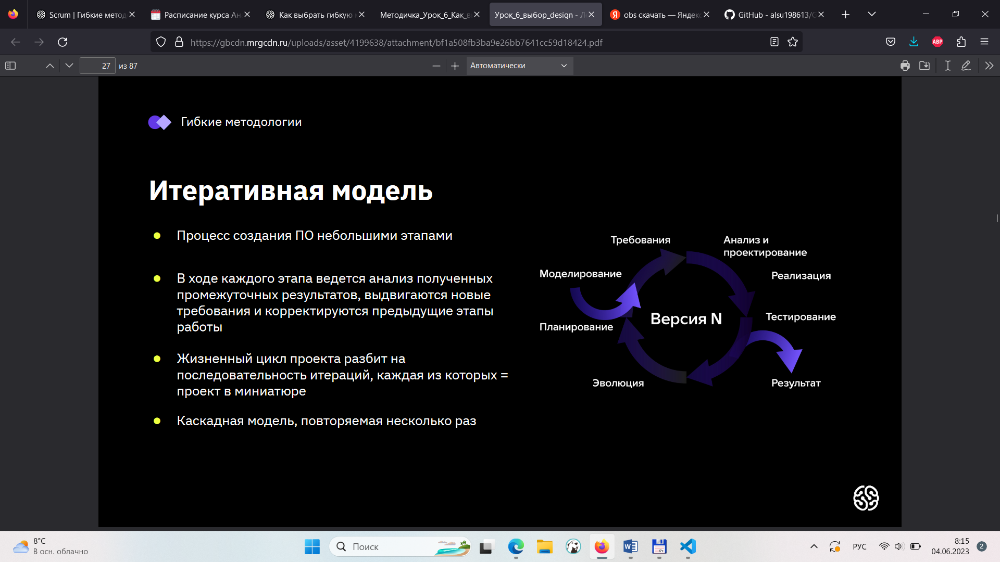 Scrum | Гибкие метод
Расписание курса Ан
Как выбрать гибкую
Методичка_Урок_6_Как_в
Урок_6_выбор_design - Л
obs скачать — Яндекс
GitHub - alsu198613/G
https://gbcdn.mrgcdn.ru/uploads/asset/4199638/attachment/bf1a508fb3ba9e26bb7641cc59d18424.pdf
ABP
27 из 87
Автоматически
Гибкие методологии
Итеративная модель
Процесс создания ПО небольшими этапами
В ходе каждого этапа ведется анализ полученных
промежуточных результатов, выдвигаются новые
требования и корректируются предыдущие этапы
работы
Жизненный цикл проекта разбит на
последовательность итераций, каждая из которых =
проект в миниатюре
Каскадная модель, повторяемая несколько раз
Требования
Анализ и
проектирование
Моделирование
Реализация
Версия N
Тестирование
Планирование
Эволюция
Результат
8°C
В осн. облачно
Поиск
РУС
8:15
04.06.2023
2